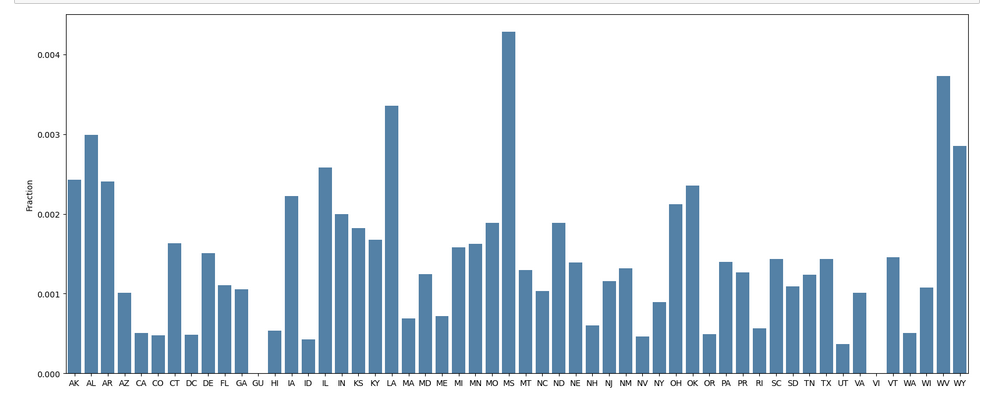 0.004
0.003
0.002
0.001
0.000
Fraction
AK AL AR AZ CA CO CT DC DE FL GA GU HI IA ID IL IN KS KY LA MA MD ME MI MN MO MS MT NC ND NE NH NJ NM NV NY OH OK OR PA PR RI SC SD TN TX UT VA VI VT WA WI WV WY